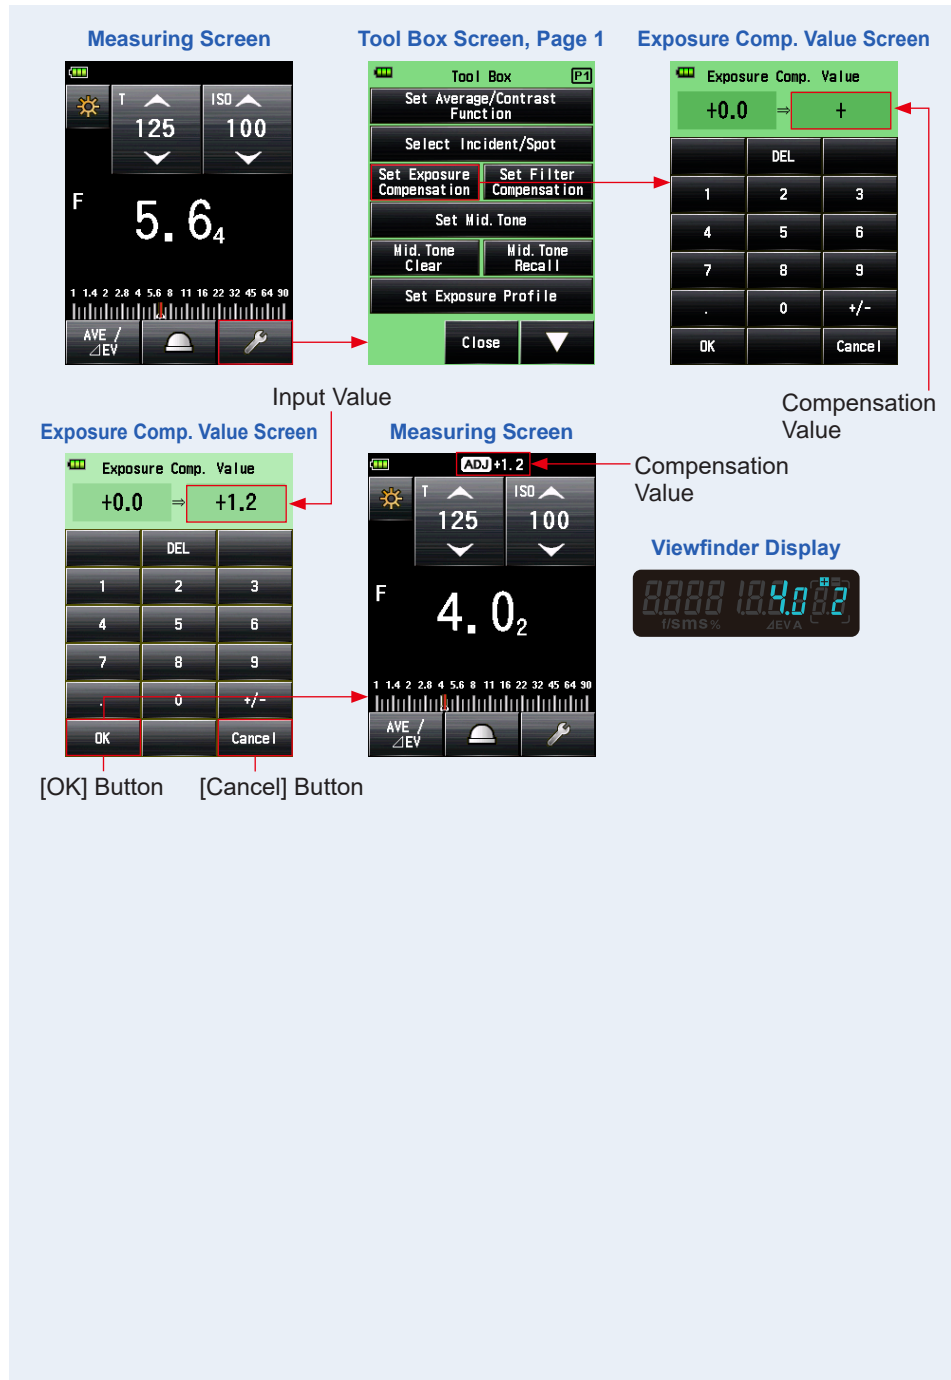 Measuring Screen
T
125
ISO
100
F
5.6₄
1 1.4 2 2.8 4 5.6 8 11 16 22 32 45 64 90
AVE /
⊿EV
Tool Box Screen, Page 1
Tool Box
P1
Set Average/Contrast
Function
Select Incident/Spot
Set Exposure
Compensation
Set Filter
Compensation
Set Mid.Tone
Mid.Tone
Clear
Mid.Tone
Recall
Set Exposure Profile
Close
Exposure Comp. Value Screen
Exposure Comp. Value
+0.0 ⇒ +
DEL
1 2 3
4 5 6
7 8 9
. 0 +/-
OK Cancel
Compensation
Value
Input Value
Exposure Comp. Value Screen
Exposure Comp. Value
+0.0 ⇒ +1.2
DEL
1 2 3
4 5 6
7 8 9
. 0 +/-
OK Cancel
[OK] Button
[Cancel] Button
Measuring Screen
ADJ +1.2
T
125
ISO
100
F
4.0₂
1 1.4 2 2.8 4 5.6 8 11 16 22 32 45 64 90
AVE /
⊿EV
Compensation
Value
Viewfinder Display
4.0 + 2
f/sms% ⊿EVA